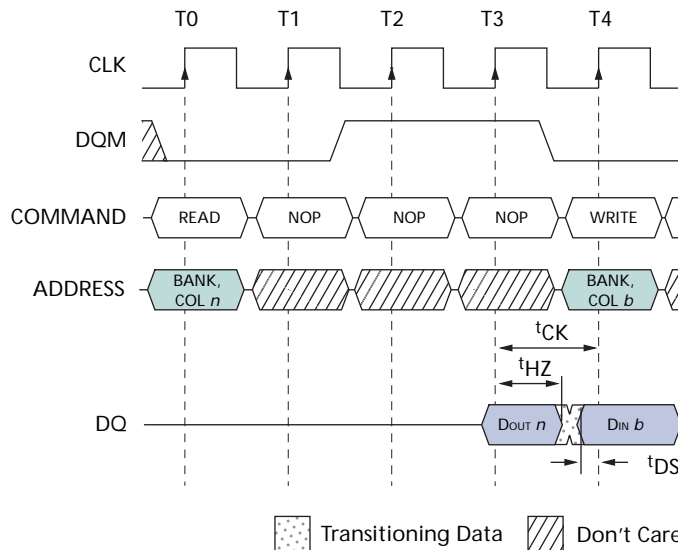 T0 T1 T2 T3 T4
CLK
DQM
COMMAND READ NOP NOP NOP WRITE
ADDRESS BANK, COL n BANK, COL b
tCK
tHZ
DQ DOUT n DIN b
tDS
Transitioning Data Don't Care